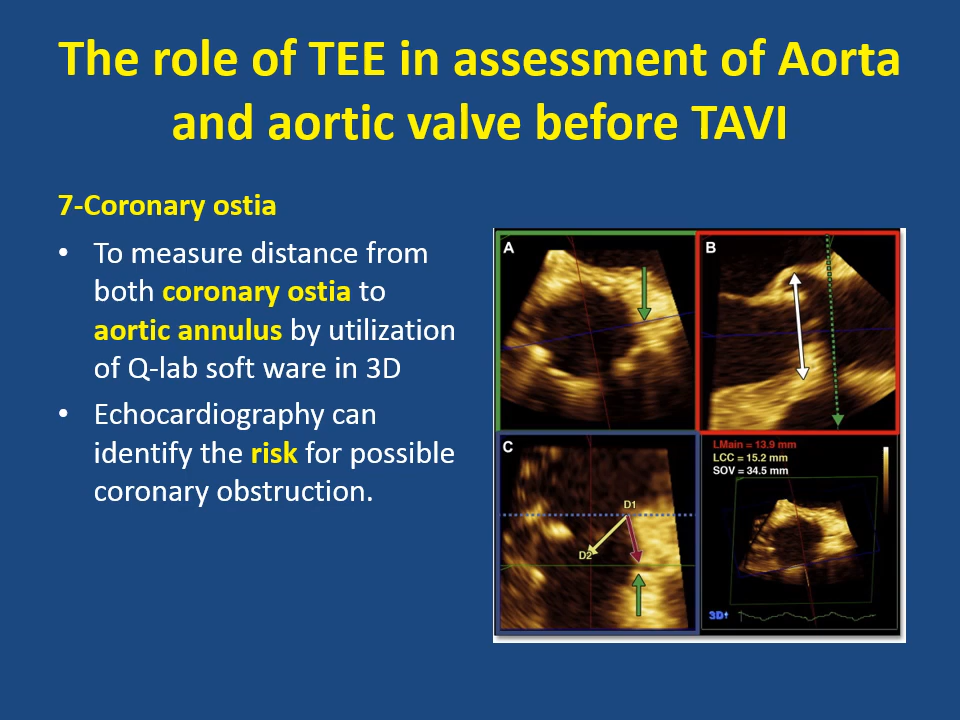 The role of TEE in assessment of Aorta
and aortic valve before TAVI
7-Coronary ostia
• To measure distance from
both coronary ostia to
aortic annulus by utilization
of Q-lab soft ware in 3D
• Echocardiography can
identify the risk for possible
coronary obstruction.
A
B
C
D1
D2
LMain = 13.9 mm
LCC = 15.2 mm
SOV = 34.5 mm
3D